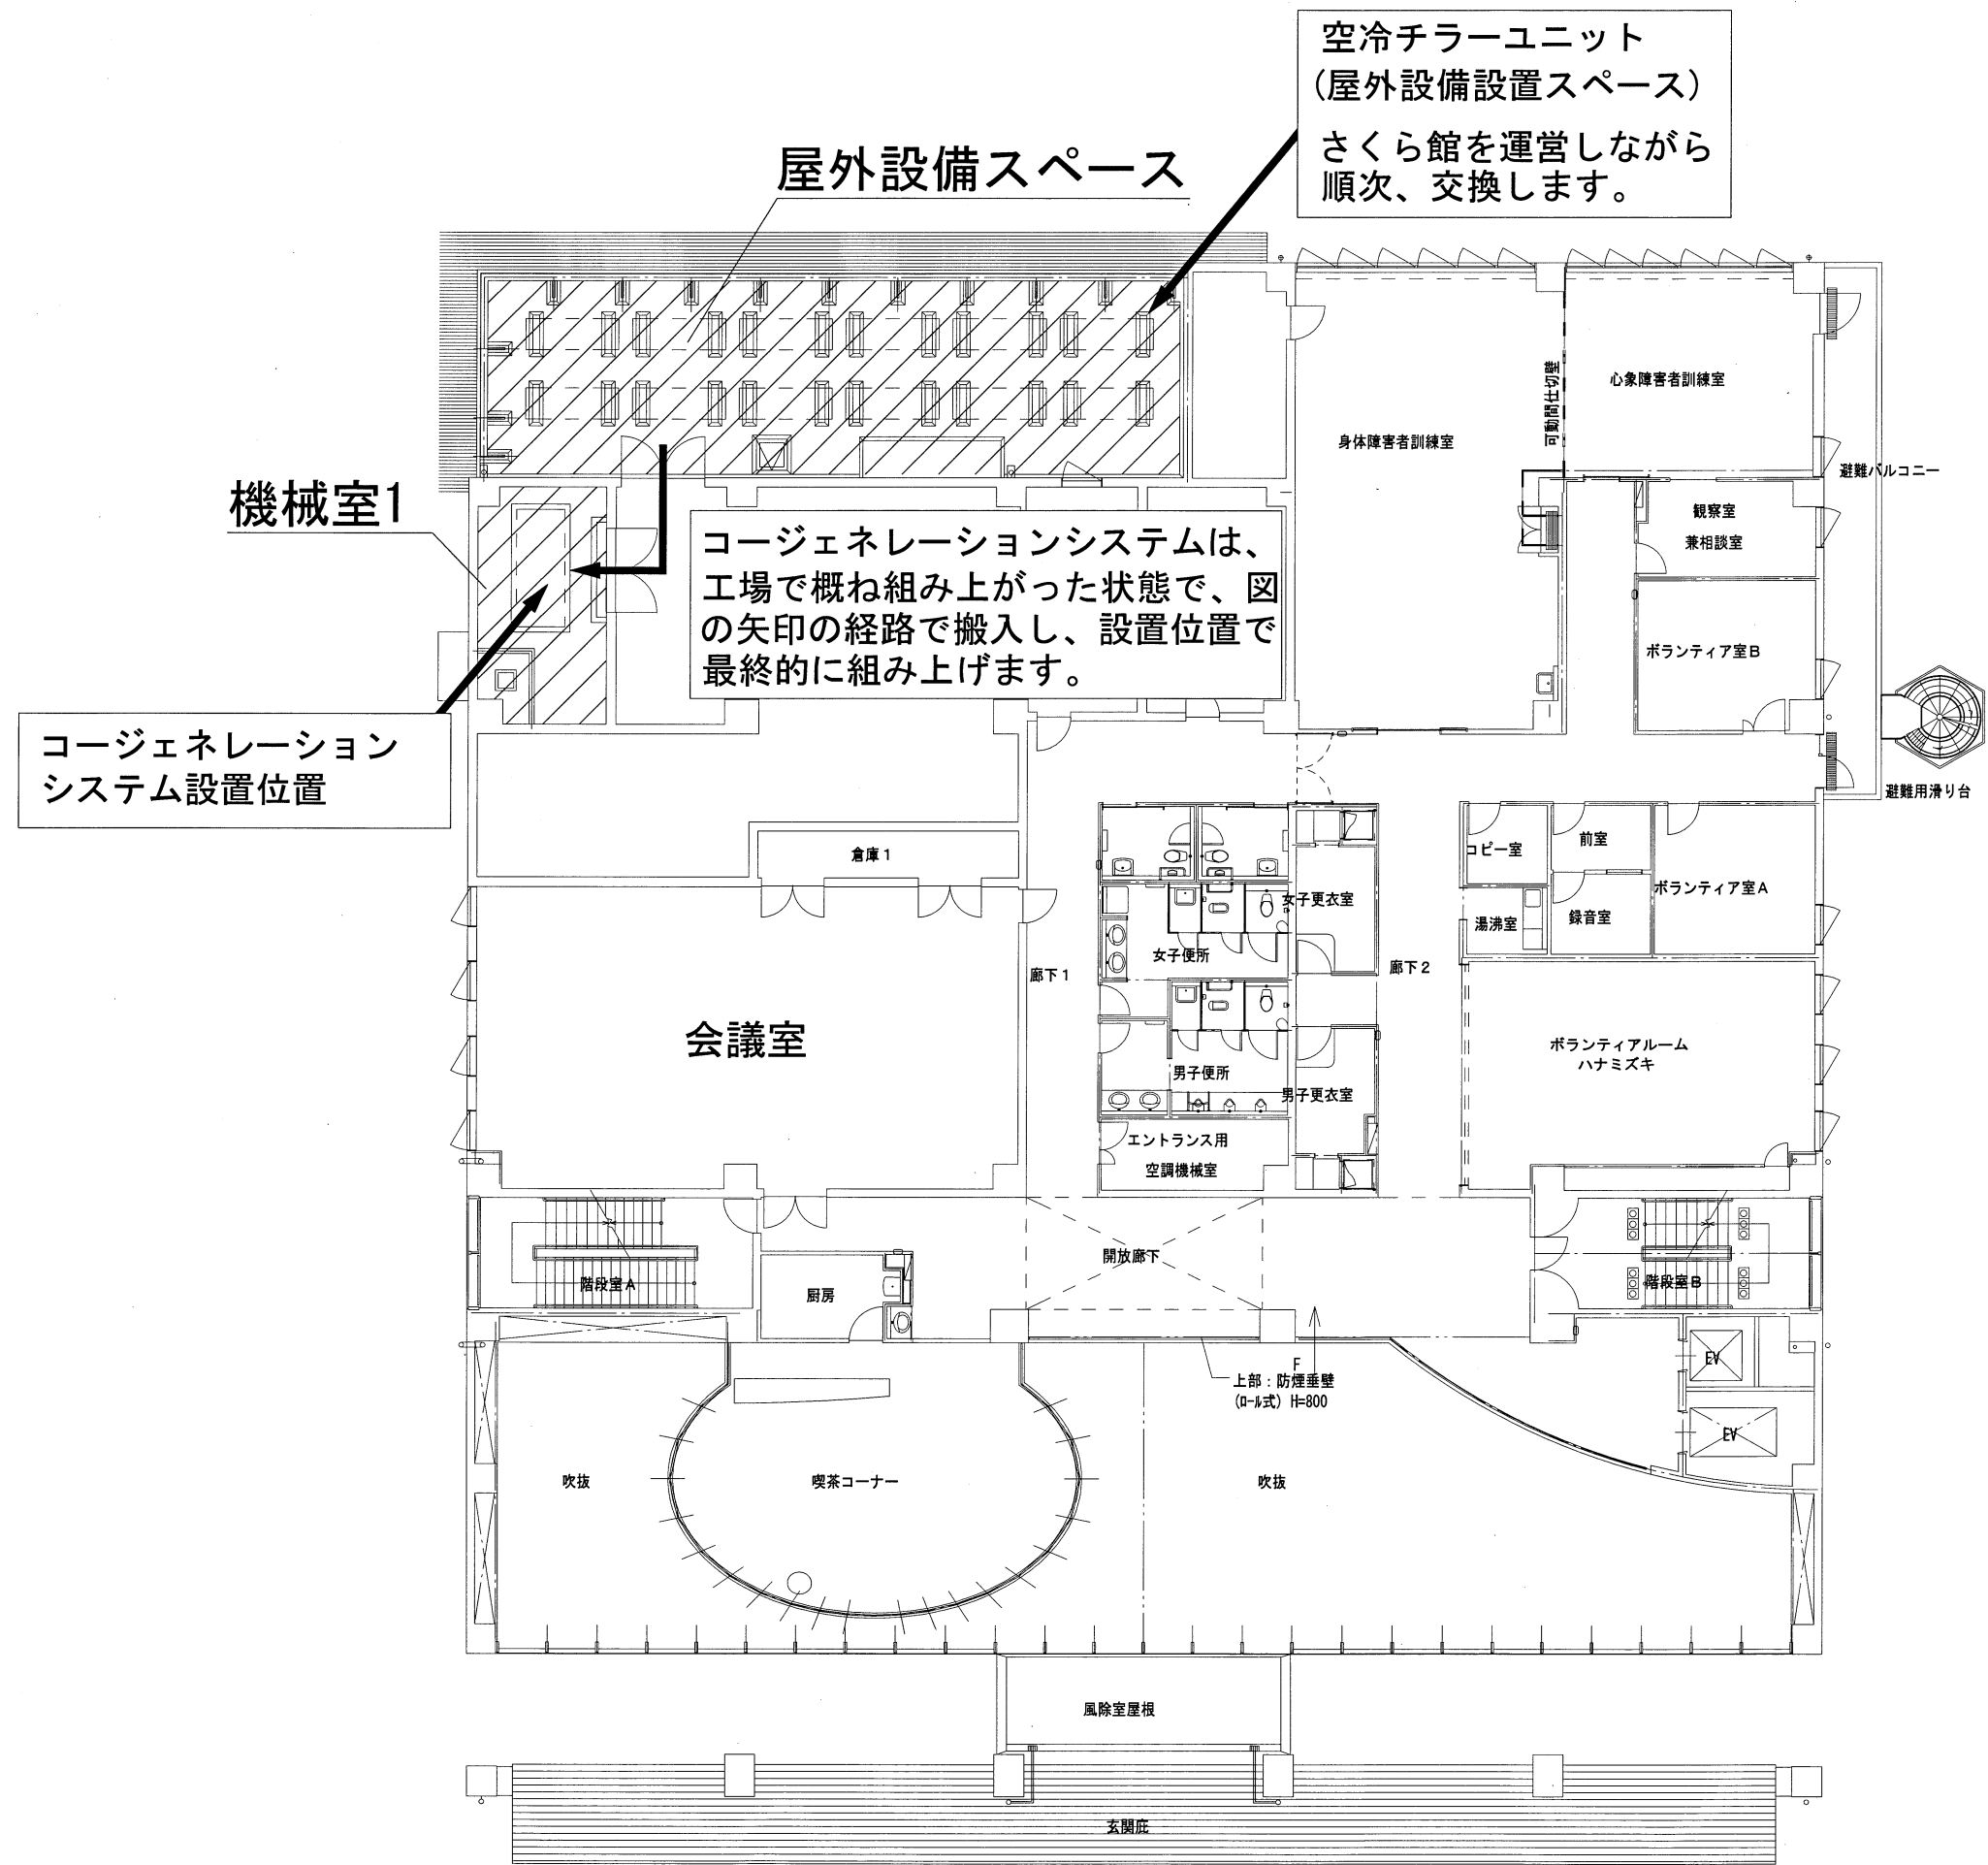 空冷チラーユニット
(屋外設備設置スペース)
さくら館を運営しながら
順次、交換します。
屋外設備スペース
心象障害者訓練室
可動間仕切壁
身体障害者訓練室
避難バルコニー
機械室1
観察室
兼相談室
コージェネレーションシステムは、
工場で概ね組み上がった状態で、図
の矢印の経路で搬入し、設置位置で
最終的に組み上げます。
ボランティア室B
コージェネレーション
システム設置位置
避難用滑り台
倉庫1
コピー室
前室
女子更衣室
ボランティア室A
湯沸室
録音室
女子便所
廊下1
廊下2
会議室
ボランティアルーム
ハナミズキ
男子便所
男子更衣室
エントランス用
空調機械室
開放廊下
階段室A
厨房
階段室B
F
上部:防煙垂壁
(ロール式) H=800
EV
EV
吹抜
喫茶コーナー
吹抜
風除室屋根
玄関庇